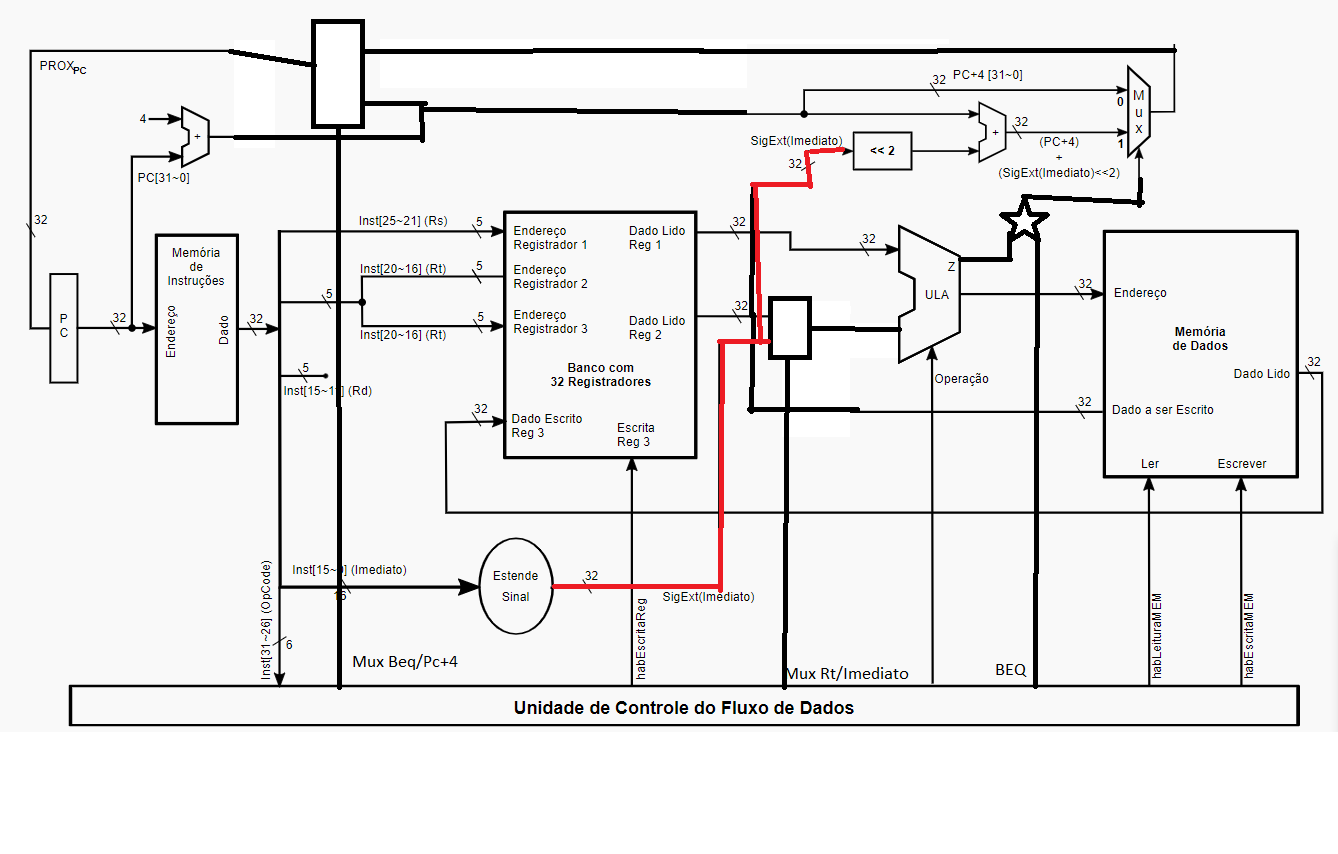 PROX PC
4
+
PC[31~0]
32
PC
32
Memória
de
Instruções
Endereço
Dado
32
Inst[25~21] (Rs)
5
Inst[20~16] (Rt)
5
5
Inst[20~16] (Rt)
5
5
Inst[15~1] (Rd)
Endereço
Registrador 1
Endereço
Registrador 2
Endereço
Registrador 3
Dado Lido
Reg 1
Dado Lido
Reg 2
Banco com
32 Registradores
Dado Escrito
Reg 3
Escrita
Reg 3
32
32
32
32
SigExt(Imediato)
32
<< 2
+
32
PC+4 [31~0]
32
(PC+4)
+
(SigExt(Imediato)<<2)
0
1
Mux
Z
ULA
Operação
32
Endereço
Memória
de Dados
Dado Lido
32
Dado a ser Escrito
32
Ler
Escrever
Inst[15~0] (Imediato)
16
Estende
Sinal
32
SigExt(Imediato)
Inst[31~26] (OpCode)
6
Mux Beq/Pc+4
habEscritaReg
Mux Rt/Imediato
BEQ
habLeituraMEM
habEscritaMEM
Unidade de Controle do Fluxo de Dados